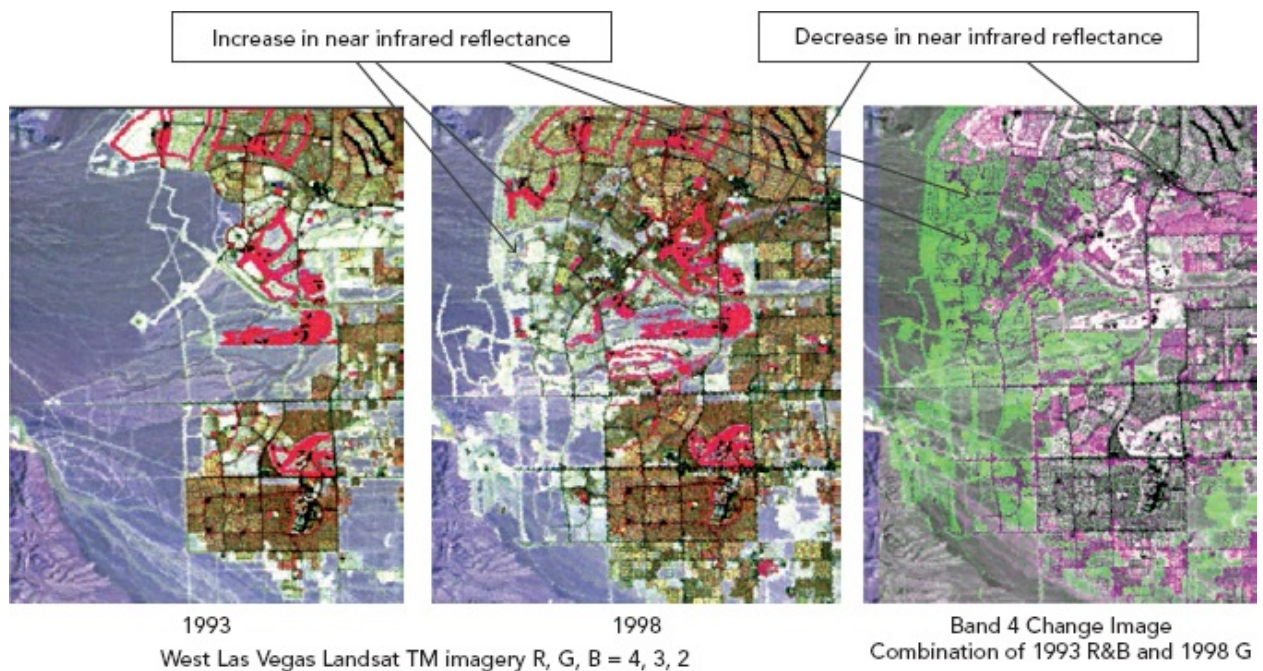 Increase in near infrared reflectance
Decrease in near infrared reflectance
1993
1998
Band 4 Change Image
Combination of 1993 R&B and 1998 G
West Las Vegas Landsat TM imagery R, G, B = 4, 3, 2